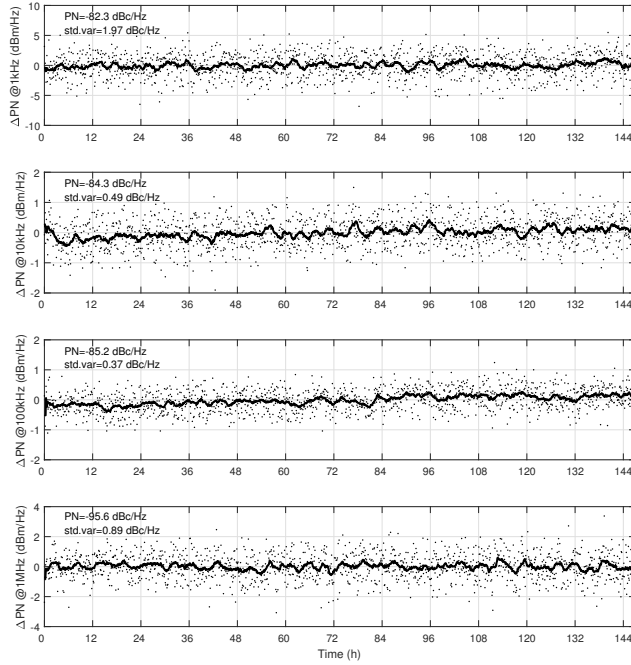 10
5
0
-5
-10
Δ PN @1kHz (dBm/Hz)
PN=-82.3 dBc/Hz
std.var=1.97 dBc/Hz
0 12 24 36 48 60 72 84 96 108 120 132 144
2
1
0
-1
-2
Δ PN @10kHz (dBm/Hz)
PN=-84.3 dBc/Hz
std.var=0.49 dBc/Hz
0 12 24 36 48 60 72 84 96 108 120 132 144
2
1
0
-1
-2
Δ PN @100kHz (dBm/Hz)
PN=-85.2 dBc/Hz
std.var=0.37 dBc/Hz
0 12 24 36 48 60 72 84 96 108 120 132 144
4
2
0
-2
-4
Δ PN @1MHz (dBm/Hz)
PN=-95.6 dBc/Hz
std.var=0.89 dBc/Hz
0 12 24 36 48 60 72 84 96 108 120 132 144
Time (h)